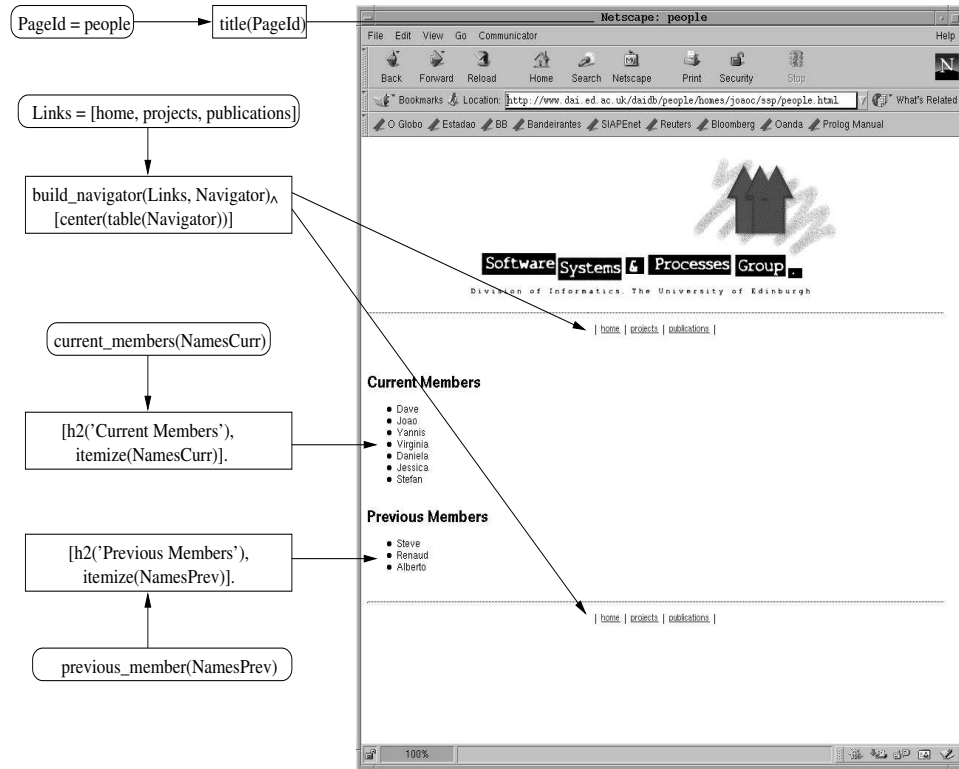 PageId = people
title(PageId)
Links = [home, projects, publications]
build_navigator(Links, Navigator)^
[center(table(Navigator))]
current_members(NamesCurr)
[h2('Current Members'),
itemize(NamesCurr)].
[h2('Previous Members'),
itemize(NamesPrev)].
previous_member(NamesPrev)
Netscape: people
File Edit View Go Communicator Help
Back Forward Reload Home Search Netscape Print Security Stop
N
Bookmarks Location: http://www.dai.ed.ac.uk/daidb/people/homes/joaoc/ssp/people.html What's Related
O Globo Estadao BB Bandeirantes SIAPEnet Reuters Bloomberg Oanda Prolog Manual
Software Systems & Processes Group .
Division of Informatics, The University of Edinburgh
| home | projects | publications |
Current Members
Dave
Joao
Yannis
Virginia
Daniela
Jessica
Stefan
Previous Members
Steve
Renaud
Alberto
| home | projects | publications |
100%